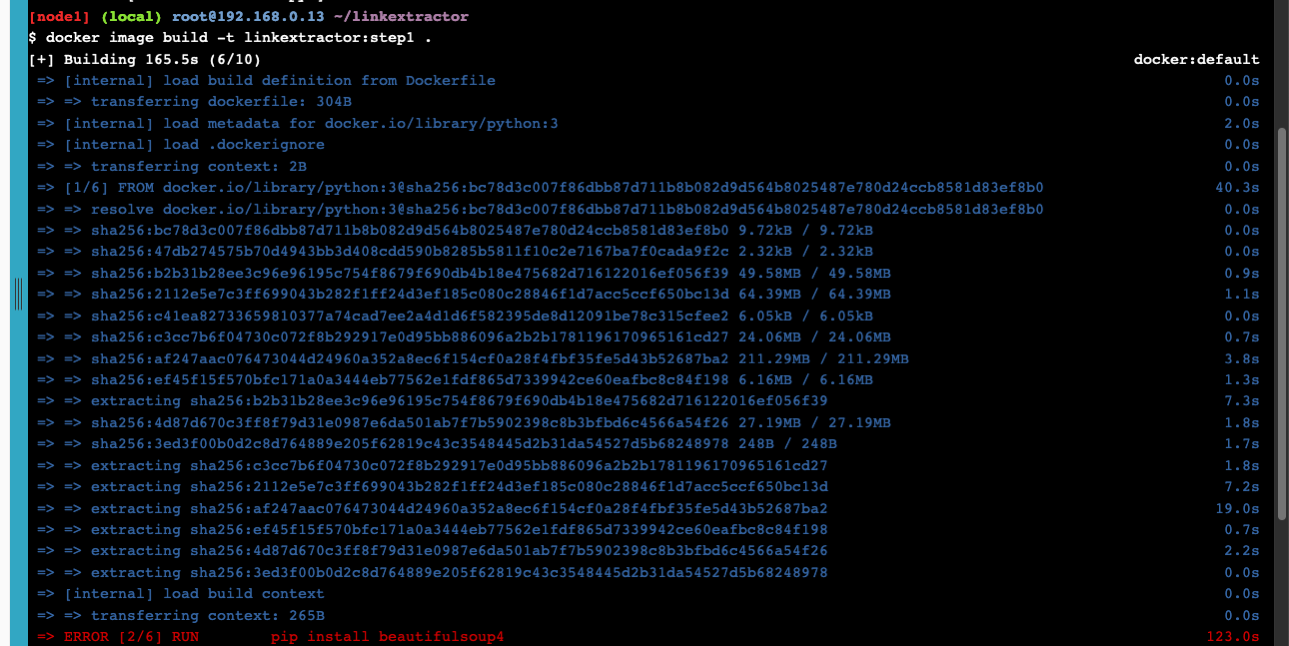 [node1] (local) root@192.168.0.13 ~/linkextractor
$ docker image build -t linkextractor:step1 .
[+] Building 165.5s (6/10) docker:default
=> [internal] load build definition from Dockerfile 0.0s
=> => transferring dockerfile: 304B 0.0s
=> [internal] load metadata for docker.io/library/python:3 2.0s
=> [internal] load .dockerignore 0.0s
=> => transferring context: 2B 0.0s
=> [1/6] FROM docker.io/library/python:3@sha256:bc78d3c007f86dbb87d711b8b082d9d564b8025487e780d24ccb8581d83ef8b0 40.3s
=> => resolve docker.io/library/python:3@sha256:bc78d3c007f86dbb87d711b8b082d9d564b8025487e780d24ccb8581d83ef8b0 0.0s
=> => sha256:bc78d3c007f86dbb87d711b8b082d9d564b8025487e780d24ccb8581d83ef8b0 9.72kB / 9.72kB 0.0s
=> => sha256:47db274575b70d4943bb3d408cdd590b8285b5811f10c2e7167ba7f0cada9f2c 2.32kB / 2.32kB 0.0s
=> => sha256:b2b31b28ee3c96e96195c754f8679f690db4b18e475682d716122016ef056f39 49.58MB / 49.58MB 0.9s
=> => sha256:2112e5e7c3ff699043b282f1ff24d3ef185c080c28846f1d7acc5ccf650bc13d 64.39MB / 64.39MB 1.1s
=> => sha256:c41ea82733659810377a74cad7ee2a4d1d6f582395de8d12091be78c315cfee2 6.05kB / 6.05kB 0.0s
=> => sha256:c3cc7b6f04730c072f8b292917e0d95bb886096a2b2b1781196170965161cd27 24.06MB / 24.06MB 0.7s
=> => sha256:af247aac076473044d24960a352a8ec6f154cf0a28f4fbf35fe5d43b52687ba2 211.29MB / 211.29MB 3.8s
=> => sha256:ef45f15f570bfc171a0a3444eb77562e1fdf865d7339942ce60eafbc8c84f198 6.16MB / 6.16MB 1.3s
=> => extracting sha256:b2b31b28ee3c96e96195c754f8679f690db4b18e475682d716122016ef056f39 7.3s
=> => sha256:4d87d670c3ff8f79d31e0987e6da501ab7f7b5902398c8b3bfbd6c4566a54f26 27.19MB / 27.19MB 1.8s
=> => sha256:3ed3f00b0d2c8d764889e205f62819c43c3548445d2b31da54527d5b68248978 248B / 248B 1.7s
=> => extracting sha256:c3cc7b6f04730c072f8b292917e0d95bb886096a2b2b1781196170965161cd27 1.8s
=> => extracting sha256:2112e5e7c3ff699043b282f1ff24d3ef185c080c28846f1d7acc5ccf650bc13d 7.2s
=> => extracting sha256:af247aac076473044d24960a352a8ec6f154cf0a28f4fbf35fe5d43b52687ba2 19.0s
=> => extracting sha256:ef45f15f570bfc171a0a3444eb77562e1fdf865d7339942ce60eafbc8c84f198 0.7s
=> => extracting sha256:4d87d670c3ff8f79d31e0987e6da501ab7f7b5902398c8b3bfbd6c4566a54f26 2.2s
=> => extracting sha256:3ed3f00b0d2c8d764889e205f62819c43c3548445d2b31da54527d5b68248978 0.0s
=> [internal] load build context 0.0s
=> => transferring context: 265B 0.0s
=> ERROR [2/6] RUN pip install beautifulsoup4 123.0s